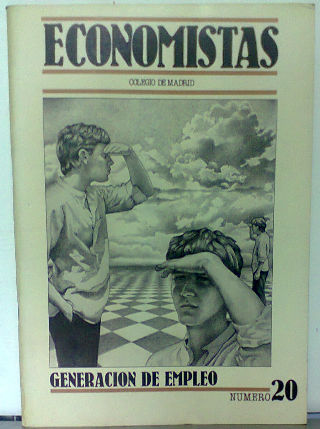 ECONOMISTAS
COLEGIO DE MADRID
GENERACION DE EMPLEO
NUMERO 20